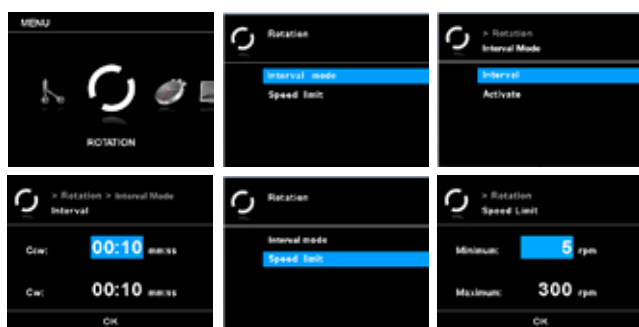 MENU
ROTATION
Rotation
Interval mode
Speed limit
> Rotation
Interval Mode
Interval
Activate
> Rotation > Interval Mode
Interval
Ccw: 00:10 mm:ss
Cw: 00:10 mm:ss
OK
Rotation
Interval mode
Speed limit
> Rotation
Speed Limit
Minimum: 5 rpm
Maximum: 300 rpm
OK